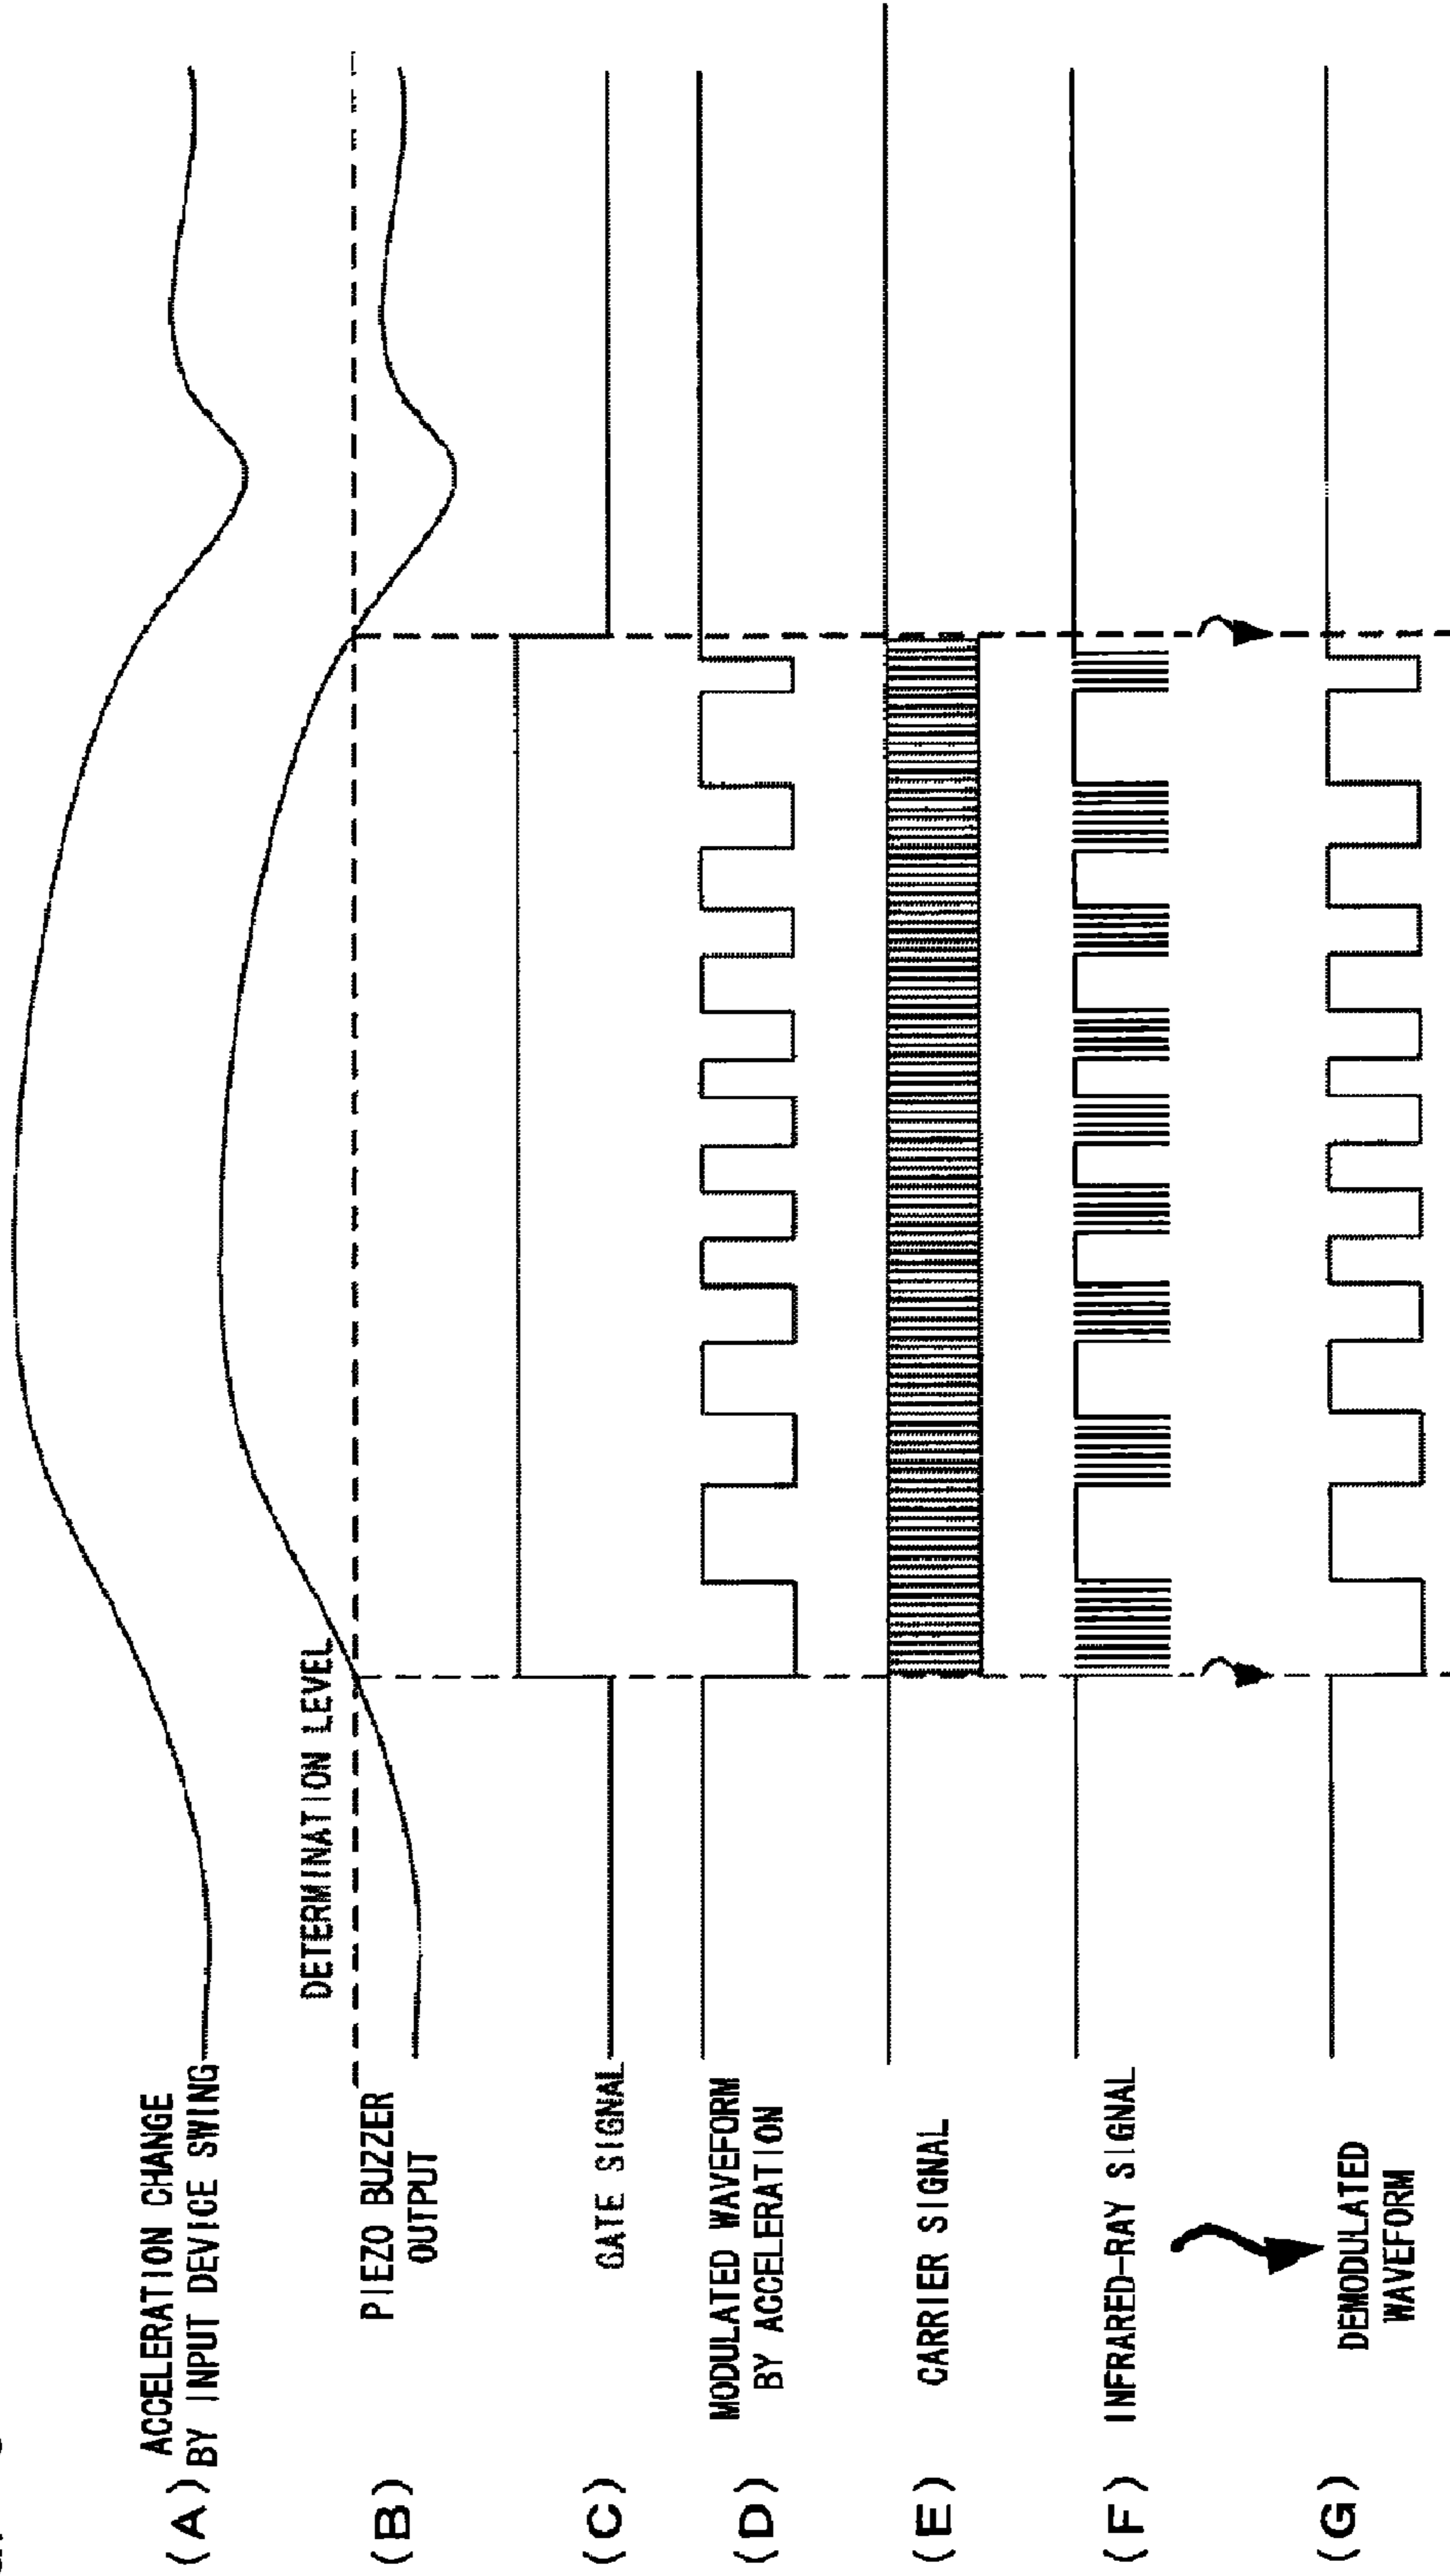 (A) ACCELERATION CHANGE
BY INPUT DEVICE SWING
DETERMINATION LEVEL
(B) PIEZO BUZZER
OUTPUT
(C) GATE SIGNAL
(D) MODULATED WAVEFORM
BY ACCELERATION
(E) CARRIER SIGNAL
(F) INFRARED-RAY SIGNAL
(G) DEMODULATED
WAVEFORM